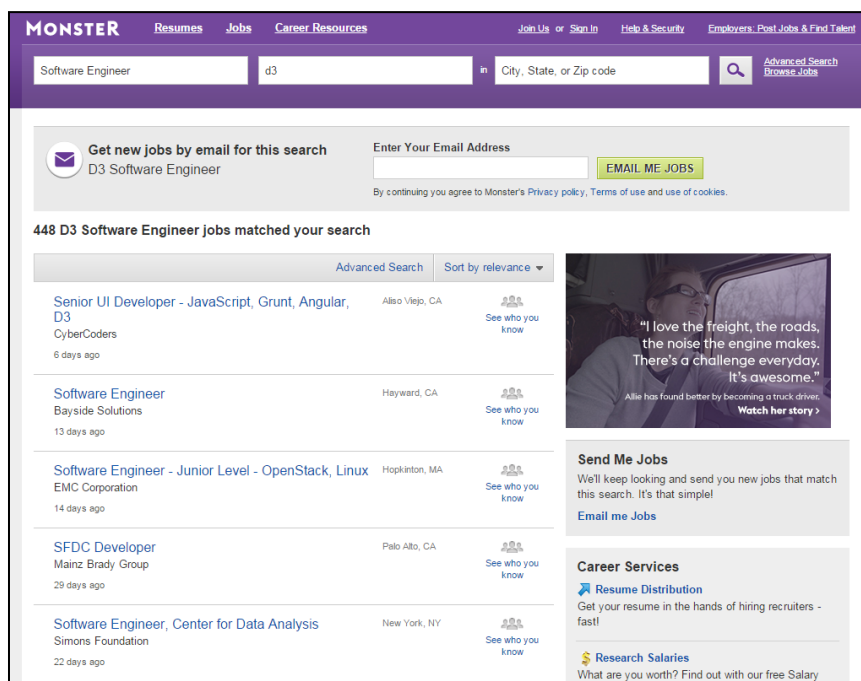 MONSTER Resumes Jobs Career Resources Join Us or Sign In Help & Security Employers: Post Jobs & Find Talent
Software Engineer d3 in City, State, or Zip code Advanced Search
Browse Jobs
Get new jobs by email for this search
D3 Software Engineer
Enter Your Email Address
EMAIL ME JOBS
By continuing you agree to Monster's Privacy policy, Terms of use and use of cookies.
448 D3 Software Engineer jobs matched your search
Advanced Search Sort by relevance
Senior UI Developer - JavaScript, Grunt, Angular,
D3
CyberCoders
6 days ago
Aliso Viejo, CA
See who you
know
Software Engineer
Bayside Solutions
13 days ago
Hayward, CA
See who you
know
Software Engineer - Junior Level - OpenStack, Linux
EMC Corporation
14 days ago
Hopkinton, MA
See who you
know
SFDC Developer
Mainz Brady Group
29 days ago
Palo Alto, CA
See who you
know
Software Engineer, Center for Data Analysis
Simons Foundation
22 days ago
New York, NY
See who you
know
“I love the freight, the roads,
the noise the engine makes.
There's a challenge everyday.
It's awesome.”
Allie has found better by becoming a truck driver.
Watch her story >
Send Me Jobs
We'll keep looking and send you new jobs that match
this search. It's that simple!
Email me Jobs
Career Services
Resume Distribution
Get your resume in the hands of hiring recruiters -
fast!
Research Salaries
What are you worth? Find out with our free Salary